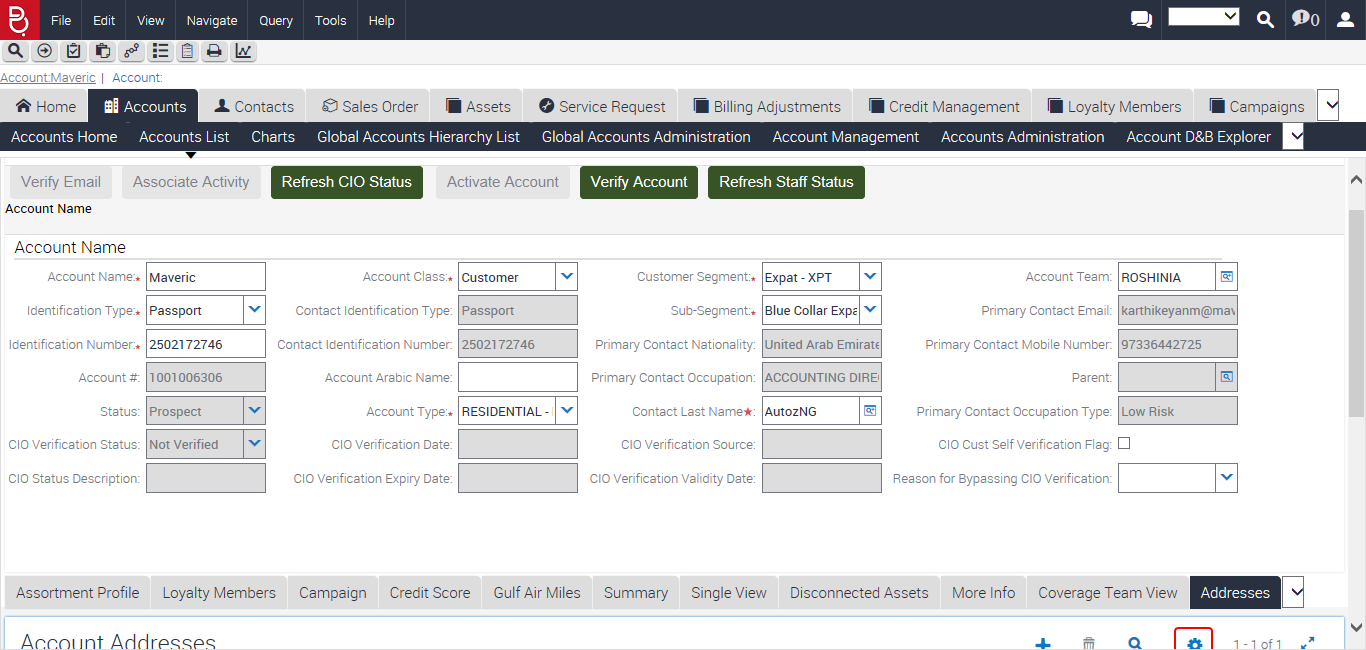 File Edit View Navigate Query Tools Help 0
Account:Maveric | Account:
Home Accounts Contacts Sales Order Assets Service Request Billing Adjustments Credit Management Loyalty Members Campaigns
Accounts Home Accounts List Charts Global Accounts Hierarchy List Global Accounts Administration Account Management Accounts Administration Account D&B Explorer
Verify Email Associate Activity Refresh CIO Status Activate Account Verify Account Refresh Staff Status
Account Name
Account Name
Account Name:* Maveric Account Class:* Customer Customer Segment:* Expat - XPT Account Team: ROSHINIA
Identification Type:* Passport Contact Identification Type: Passport Sub-Segment:* Blue Collar Expa Primary Contact Email: karthikeyanm@mav
Identification Number:* 2502172746 Contact Identification Number: 2502172746 Primary Contact Nationality: United Arab Emirate Primary Contact Mobile Number: 97336442725
Account #: 1001006306 Account Arabic Name: Primary Contact Occupation: ACCOUNTING DIRE Parent:
Status: Prospect Account Type:* RESIDENTIAL - Contact Last Name★: AutozNG Primary Contact Occupation Type: Low Risk
CIO Verification Status: Not Verified CIO Verification Date: CIO Verification Source: CIO Cust Self Verification Flag:
CIO Status Description: CIO Verification Expiry Date: CIO Verification Validity Date: Reason for Bypassing CIO Verification:
Assortment Profile Loyalty Members Campaign Credit Score Gulf Air Miles Summary Single View Disconnected Assets More Info Coverage Team View Addresses
Account Addresses 1 - 1 of 1